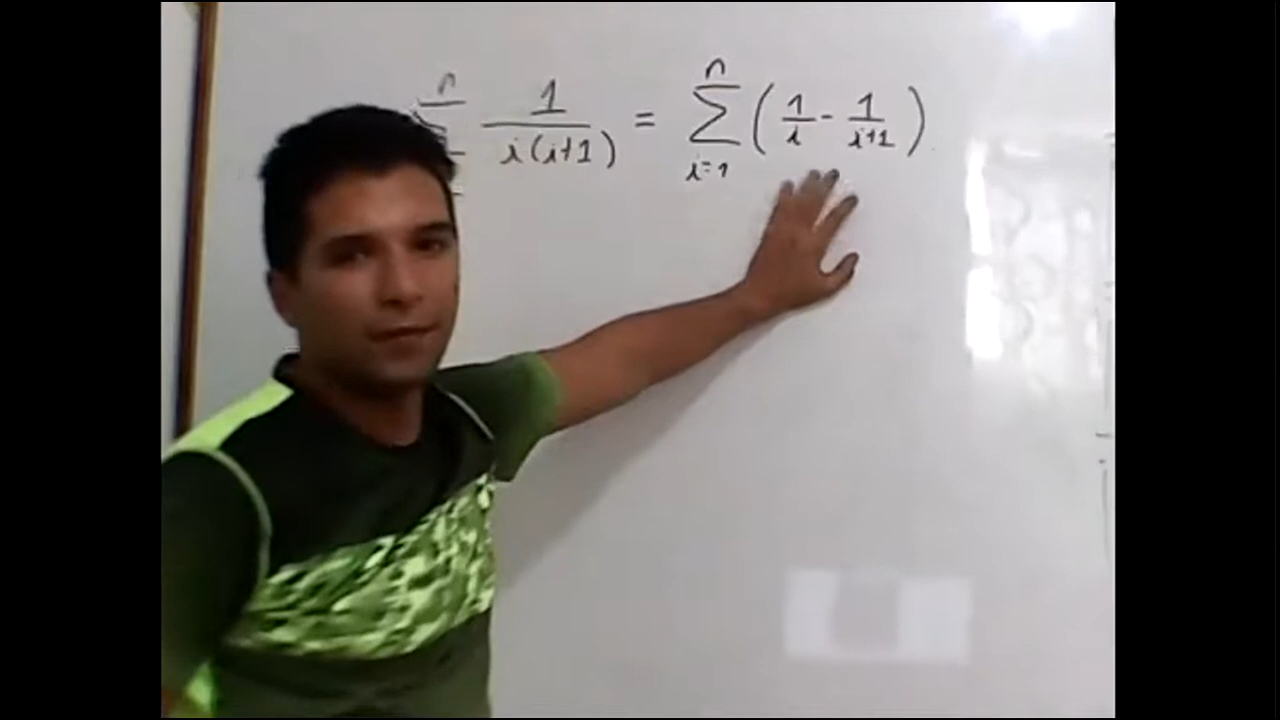 n ∑ 1/(i(i+1)) = n ∑ i=1 (1/i - 1/(i+1))